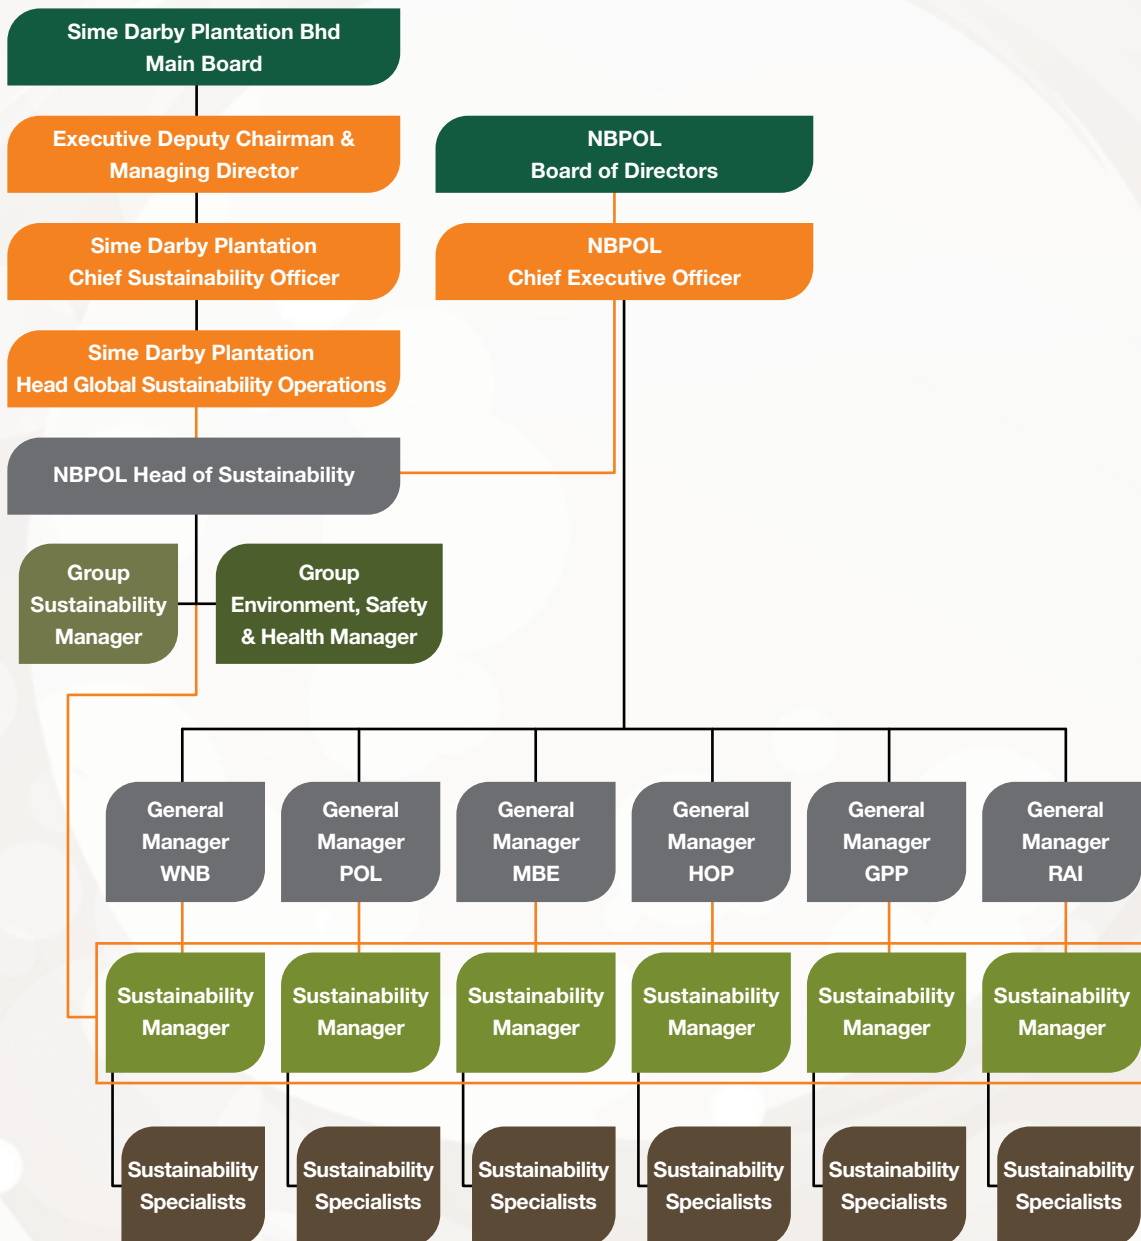 Sime Darby Plantation Bhd
Main Board
Executive Deputy Chairman &
Managing Director
NBPOL
Board of Directors
Sime Darby Plantation
Chief Sustainability Officer
NBPOL
Chief Executive Officer
Sime Darby Plantation
Head Global Sustainability Operations
NBPOL Head of Sustainability
Group
Sustainability
Manager
Group
Environment, Safety
& Health Manager
General
Manager
WNB
General
Manager
POL
General
Manager
MBE
General
Manager
HOP
General
Manager
GPP
General
Manager
RAI
Sustainability
Manager
Sustainability
Manager
Sustainability
Manager
Sustainability
Manager
Sustainability
Manager
Sustainability
Manager
Sustainability
Specialists
Sustainability
Specialists
Sustainability
Specialists
Sustainability
Specialists
Sustainability
Specialists
Sustainability
Specialists